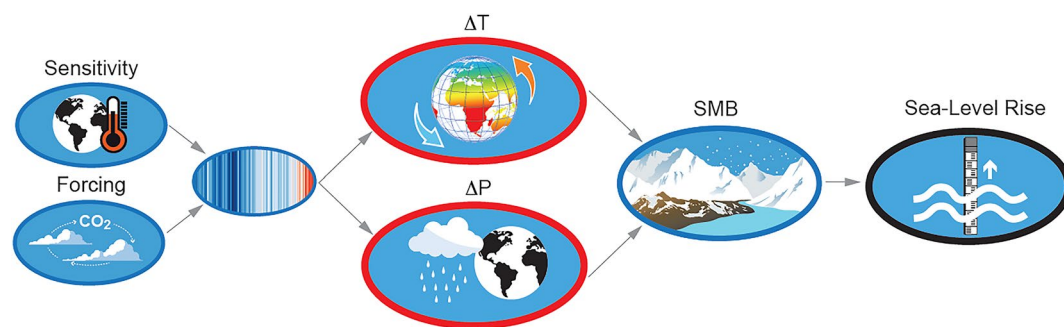 Sensitivity
Forcing
CO₂
ΔT
ΔP
SMB
Sea-Level Rise